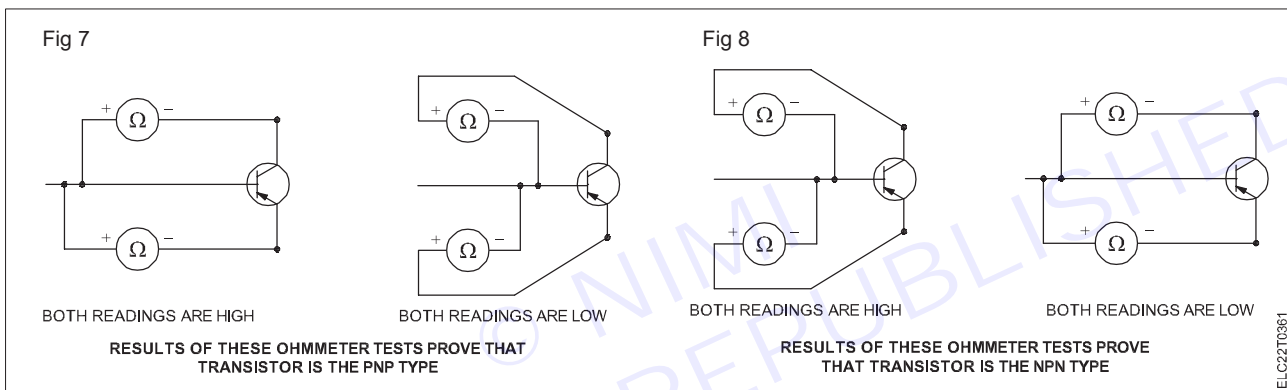 Fig 7
Fig 8
+ Ω −
+ Ω −
+ Ω −
+ Ω −
+ Ω −
+ Ω −
+ Ω −
+ Ω −
BOTH READINGS ARE HIGH
BOTH READINGS ARE LOW
BOTH READINGS ARE HIGH
BOTH READINGS ARE LOW
RESULTS OF THESE OHMMETER TESTS PROVE THAT
TRANSISTOR IS THE PNP TYPE
RESULTS OF THESE OHMMETER TESTS PROVE
THAT TRANSISTOR IS THE NPN TYPE
ELC22T0361
© NIMI
REPUBLISHED